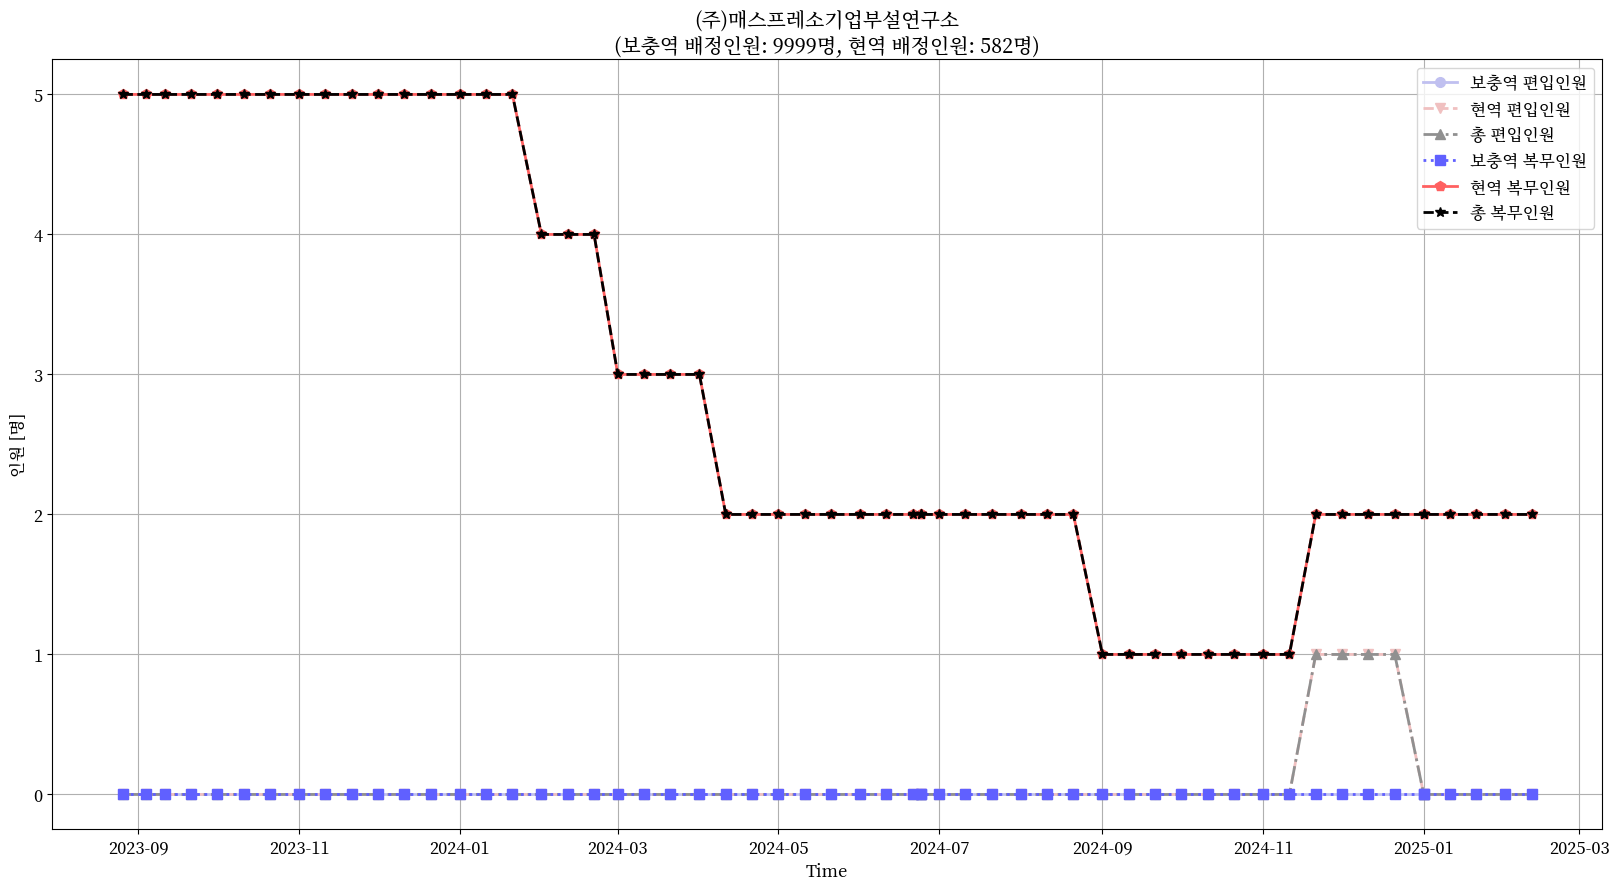 (주)매스프레소기업부설연구소
(보충역 배정인원: 9999명, 현역 배정인원: 582명)
보충역 편입인원
현역 편입인원
총 편입인원
보충역 복무인원
현역 복무인원
총 복무인원
인원 [명]
5
4
3
2
1
0
2023-09
2023-11
2024-01
2024-03
2024-05
2024-07
2024-09
2024-11
2025-01
2025-03
Time